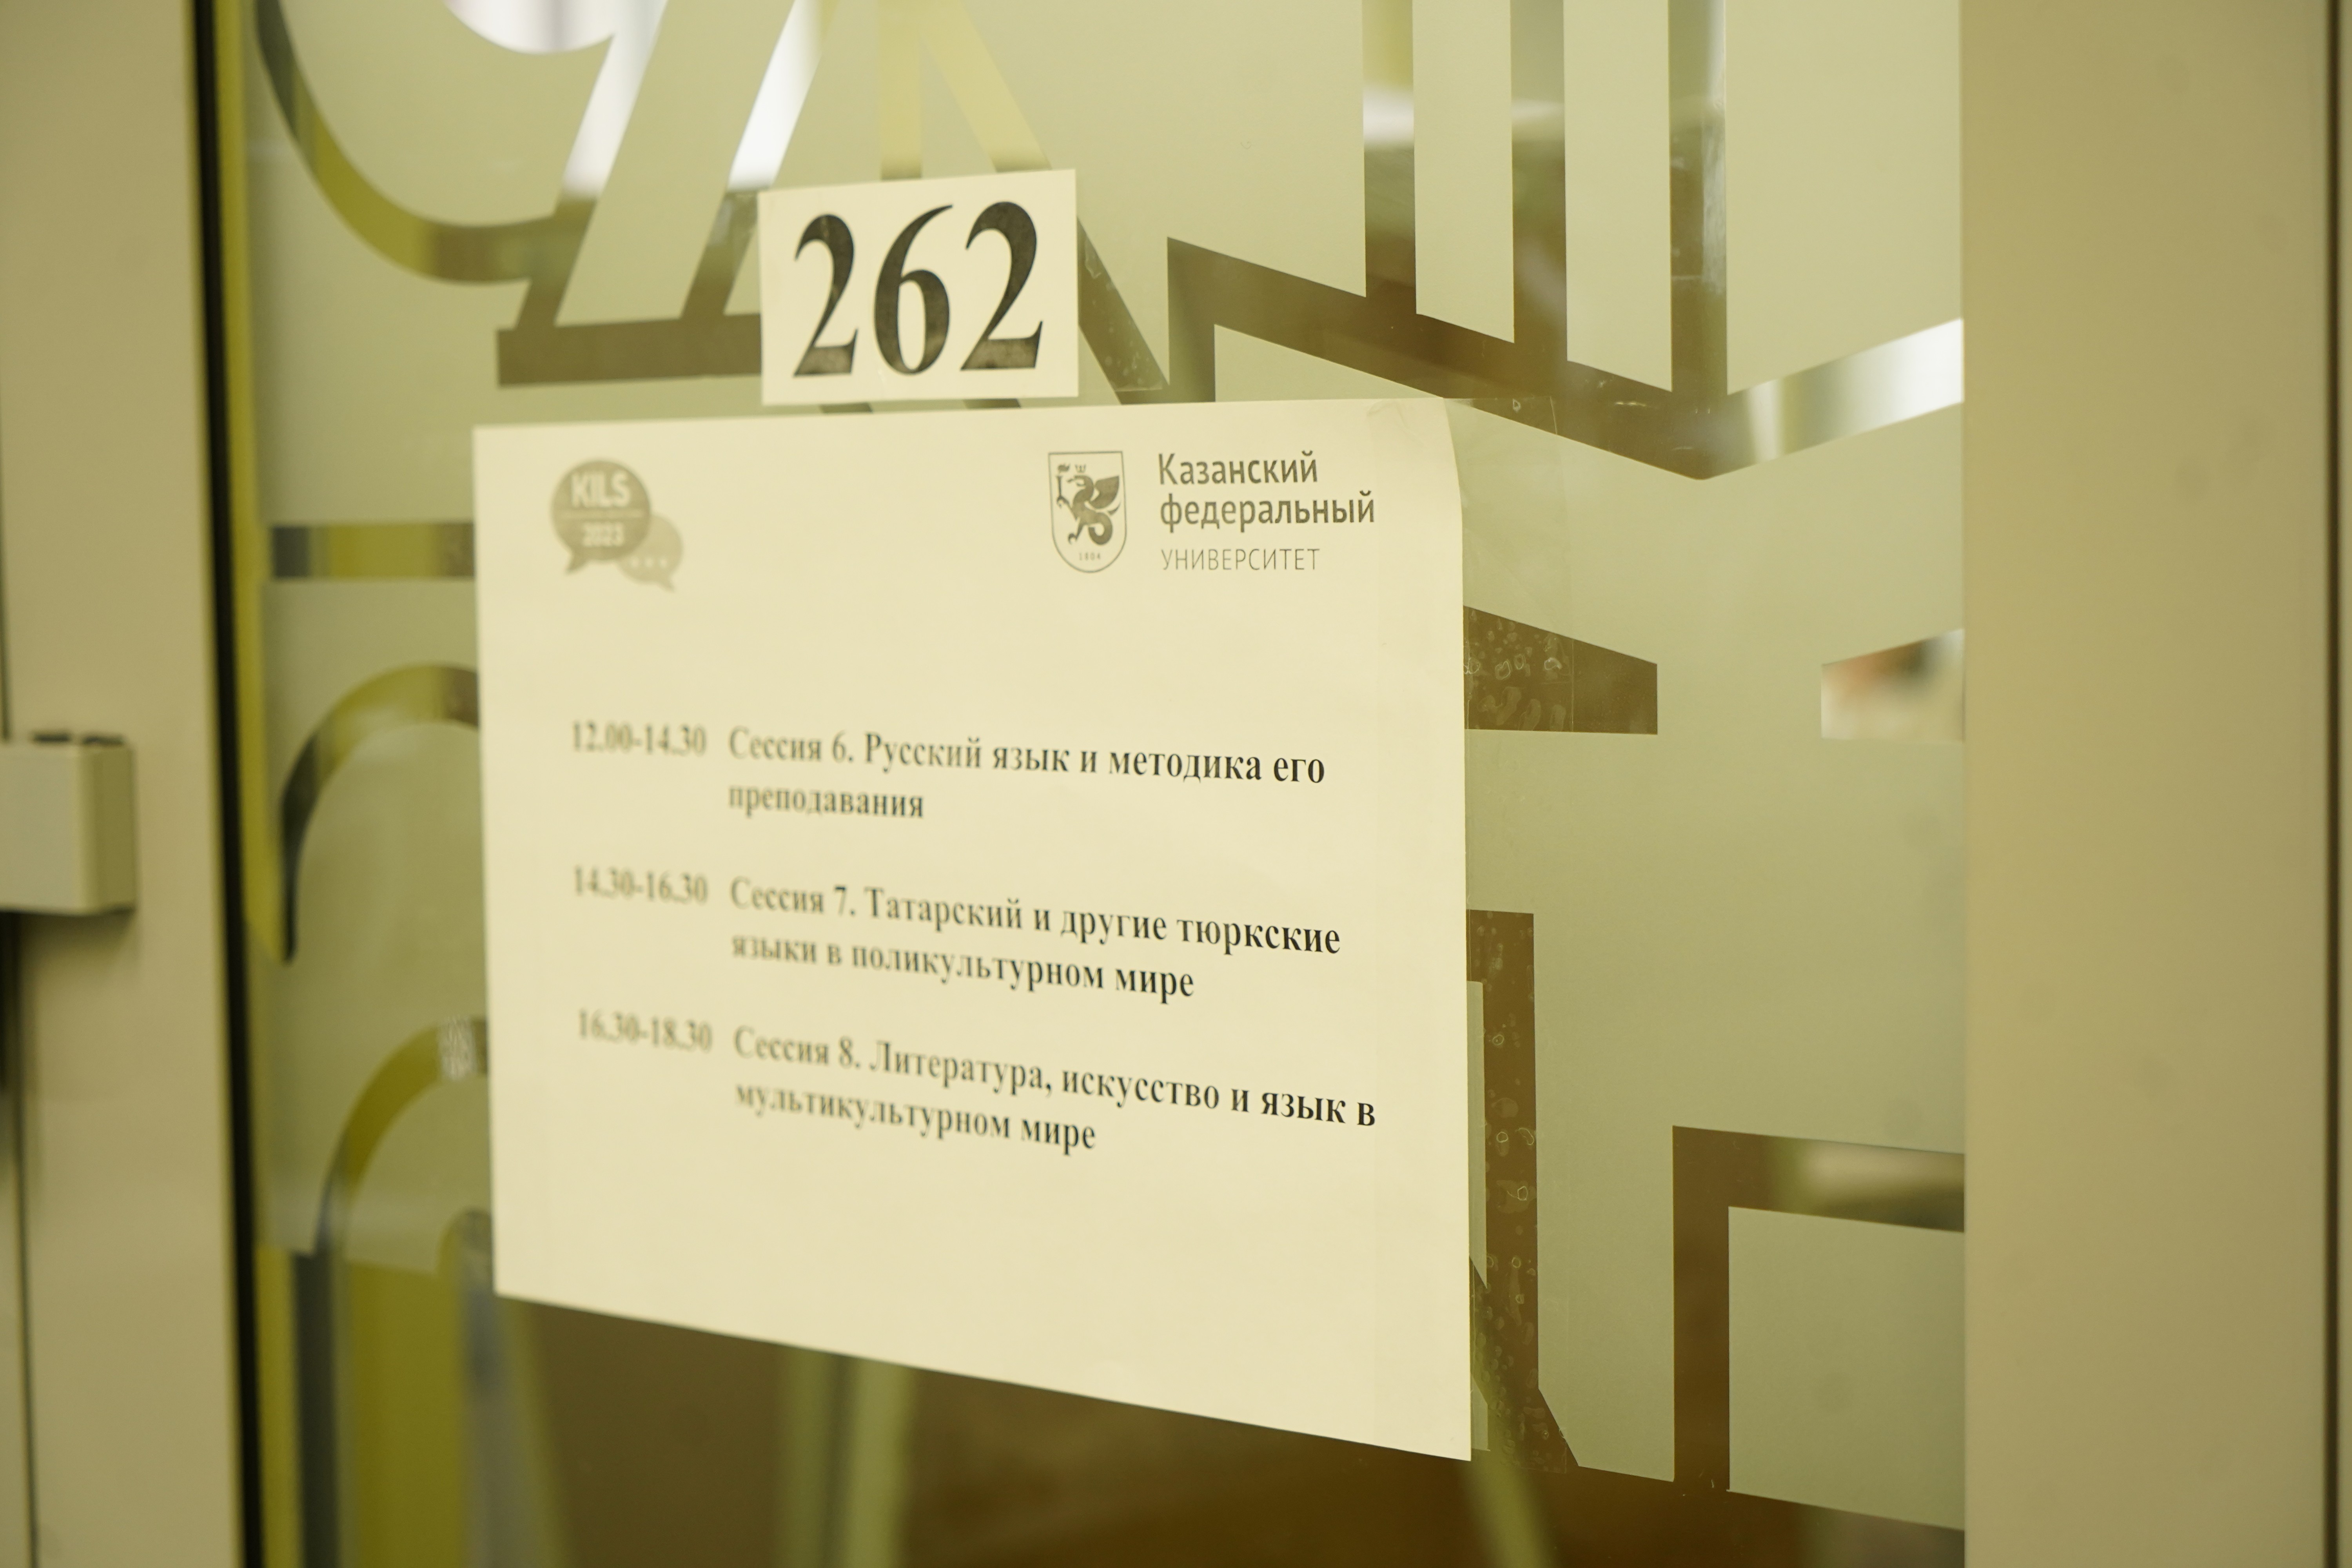 262
KILS
2023
Казанский
федеральный
УНИВЕРСИТЕТ
1804
12.00-14.30 Сессия 6. Русский язык и методика его
преподавания
14.30-16.30 Сессия 7. Татарский и другие тюркские
языки в поликультурном мире
16.30-18.30 Сессия 8. Литература, искусство и язык в
мультикультурном мире